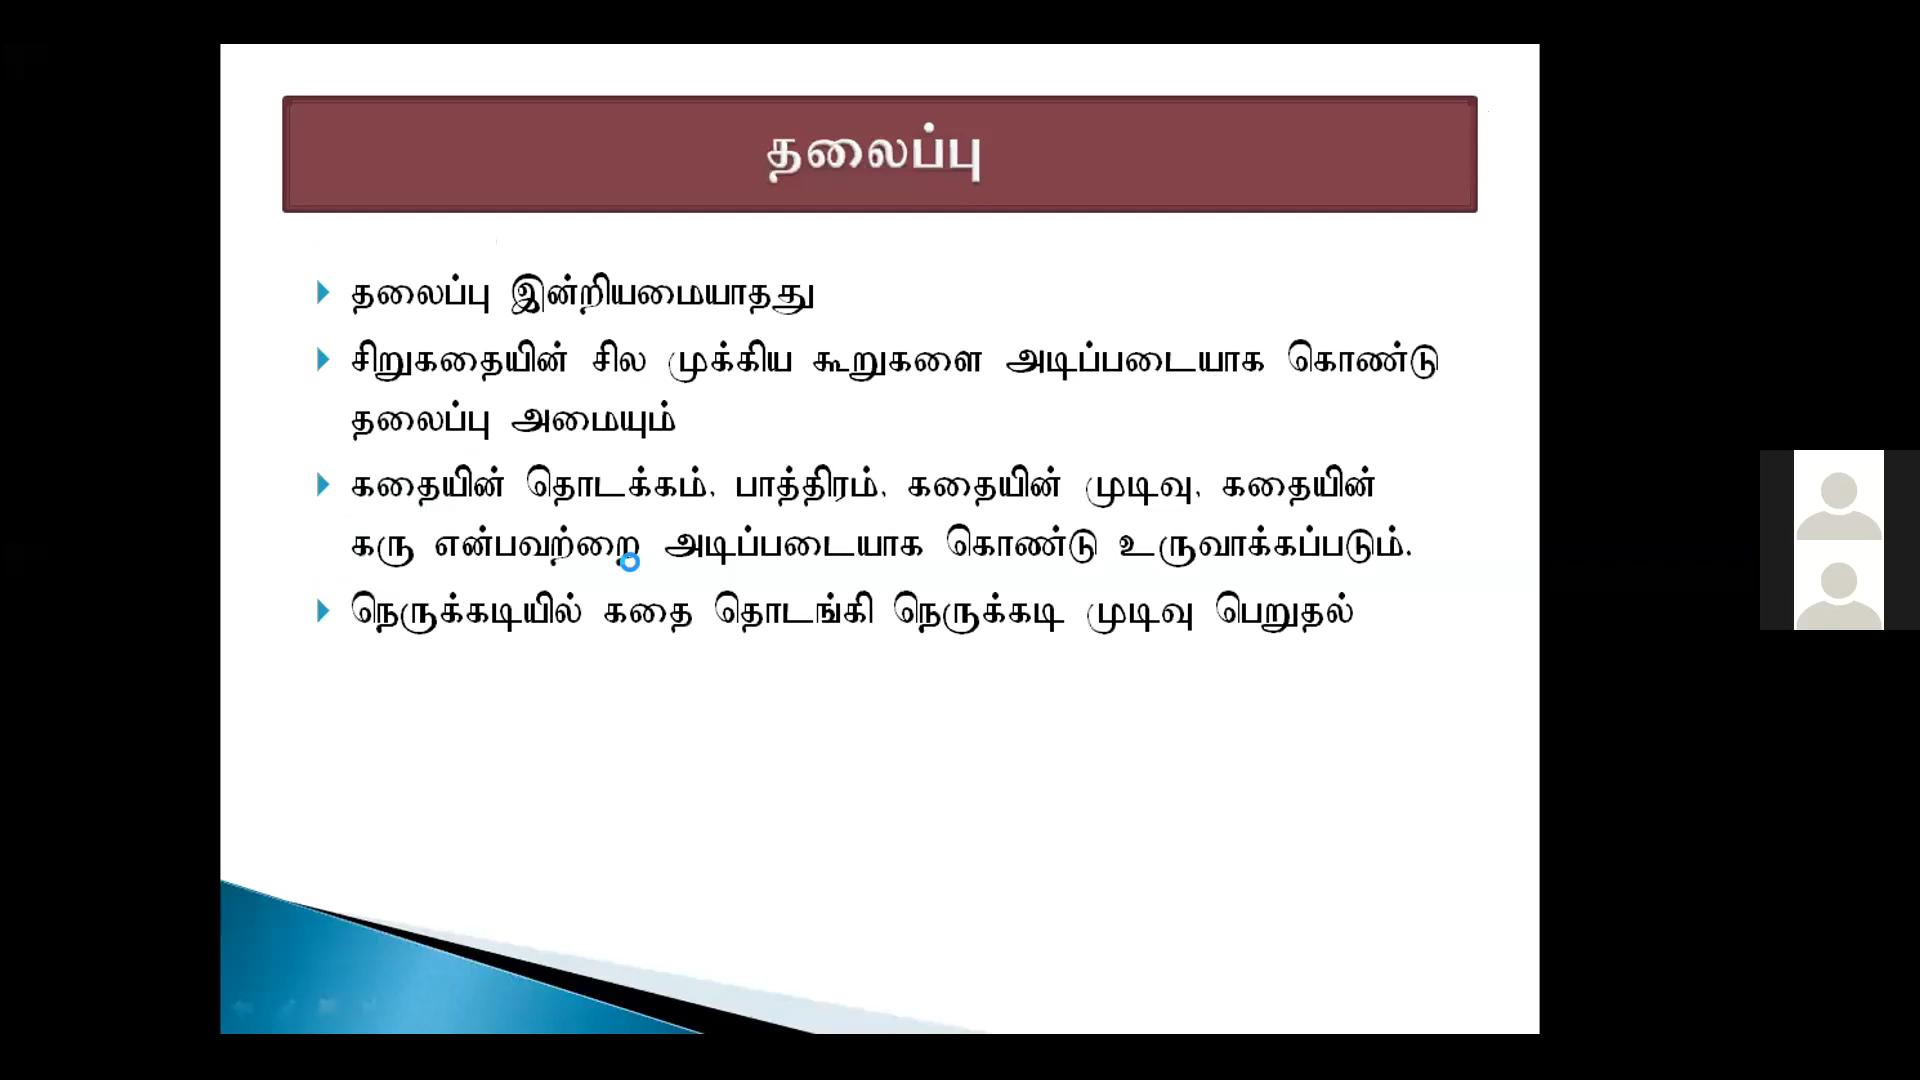 தலைப்பு
தலைப்பு இன்றியமையாதது
சிறுகதையின் சில முக்கிய கூறுகளை அடிப்படையாக கொண்டு
தலைப்பு அமையும்
கதையின் தொடக்கம், பாத்திரம், கதையின் முடிவு, கதையின்
கரு என்பவற்றை அடிப்படையாக கொண்டு உருவாக்கப்படும்.
நெருக்கடியில் கதை தொடங்கி நெருக்கடி முடிவு பெறுதல்